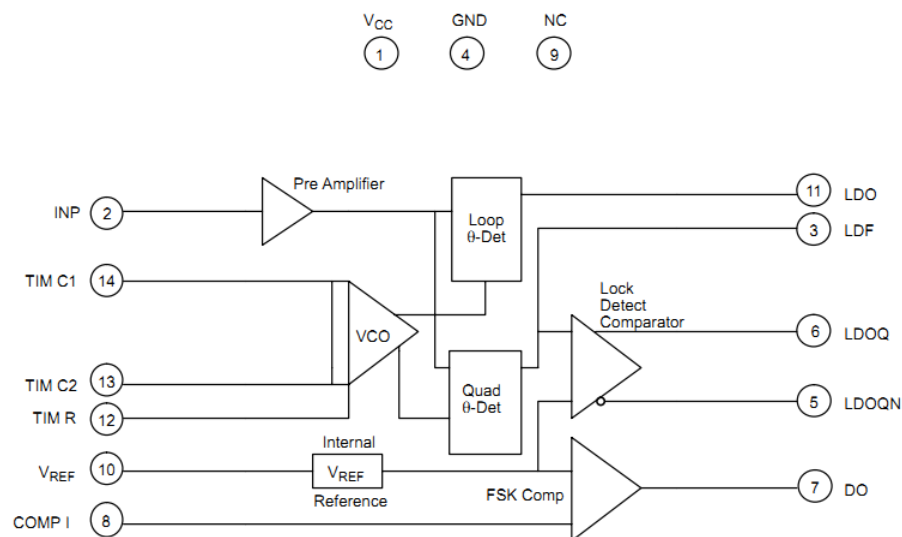 VCC GND NC
1 4 9
Pre Amplifier
INP 2
Loop
θ-Det
11 LDO
3 LDF
TIM C1 14
VCO
Lock
Detect
Comparator
6 LDOQ
TIM C2 13
TIM R 12
Quad
θ-Det
5 LDOQN
Internal
VREF 10
VREF
Reference
FSK Comp
7 DO
COMP I 8